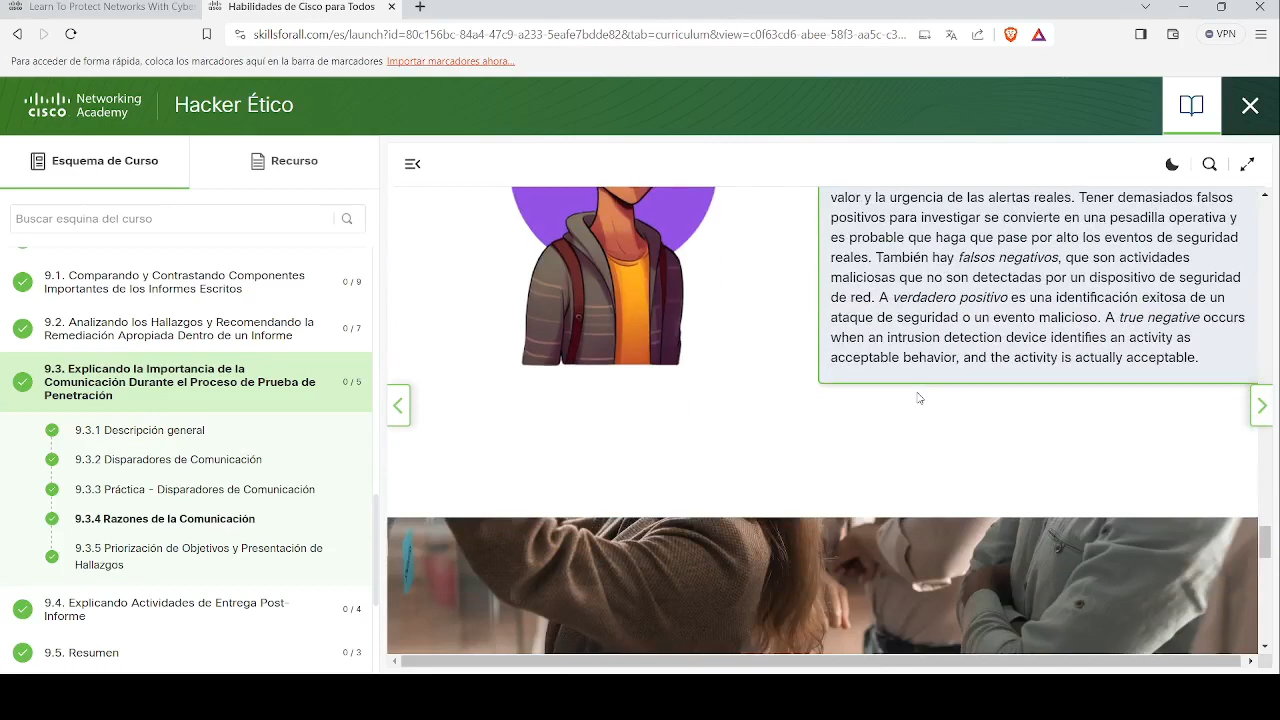 Learn To Protect Networks With Cyber
Habilidades de Cisco para Todos
skillsforall.com/es/launch?id=80c156bc-84a4-47c9-a233-5eafe7bdde82&tab=curriculum&view=c0f63cd6-abee-58f3-aa5c-c3...
VPN
Para acceder de forma rápida, coloca los marcadores aquí en la barra de marcadores Importar marcadores ahora...
cisco Networking Academy
Hacker Ético
Esquema de Curso
Recurso
Buscar esquina del curso
9.1. Comparando y Contrastando Componentes
Importantes de los Informes Escritos
0 / 9
9.2. Analizando los Hallazgos y Recomendando la
Remediación Apropiada Dentro de un Informe
0 / 7
9.3. Explicando la Importancia de la
Comunicación Durante el Proceso de Prueba de
Penetración
0 / 5
9.3.1 Descripción general
9.3.2 Disparadores de Comunicación
9.3.3 Práctica - Disparadores de Comunicación
9.3.4 Razones de la Comunicación
9.3.5 Priorización de Objetivos y Presentación de
Hallazgos
9.4. Explicando Actividades de Entrega Post-
Informe
0 / 4
9.5. Resumen
0 / 3
valor y la urgencia de las alertas reales. Tener demasiados falsos
positivos para investigar se convierte en una pesadilla operativa y
es probable que haga que pase por alto los eventos de seguridad
reales. También hay falsos negativos, que son actividades
maliciosas que no son detectadas por un dispositivo de seguridad
de red. A verdadero positivo es una identificación exitosa de un
ataque de seguridad o un evento malicioso. A true negative occurs
when an intrusion detection device identifies an activity as
acceptable behavior, and the activity is actually acceptable.